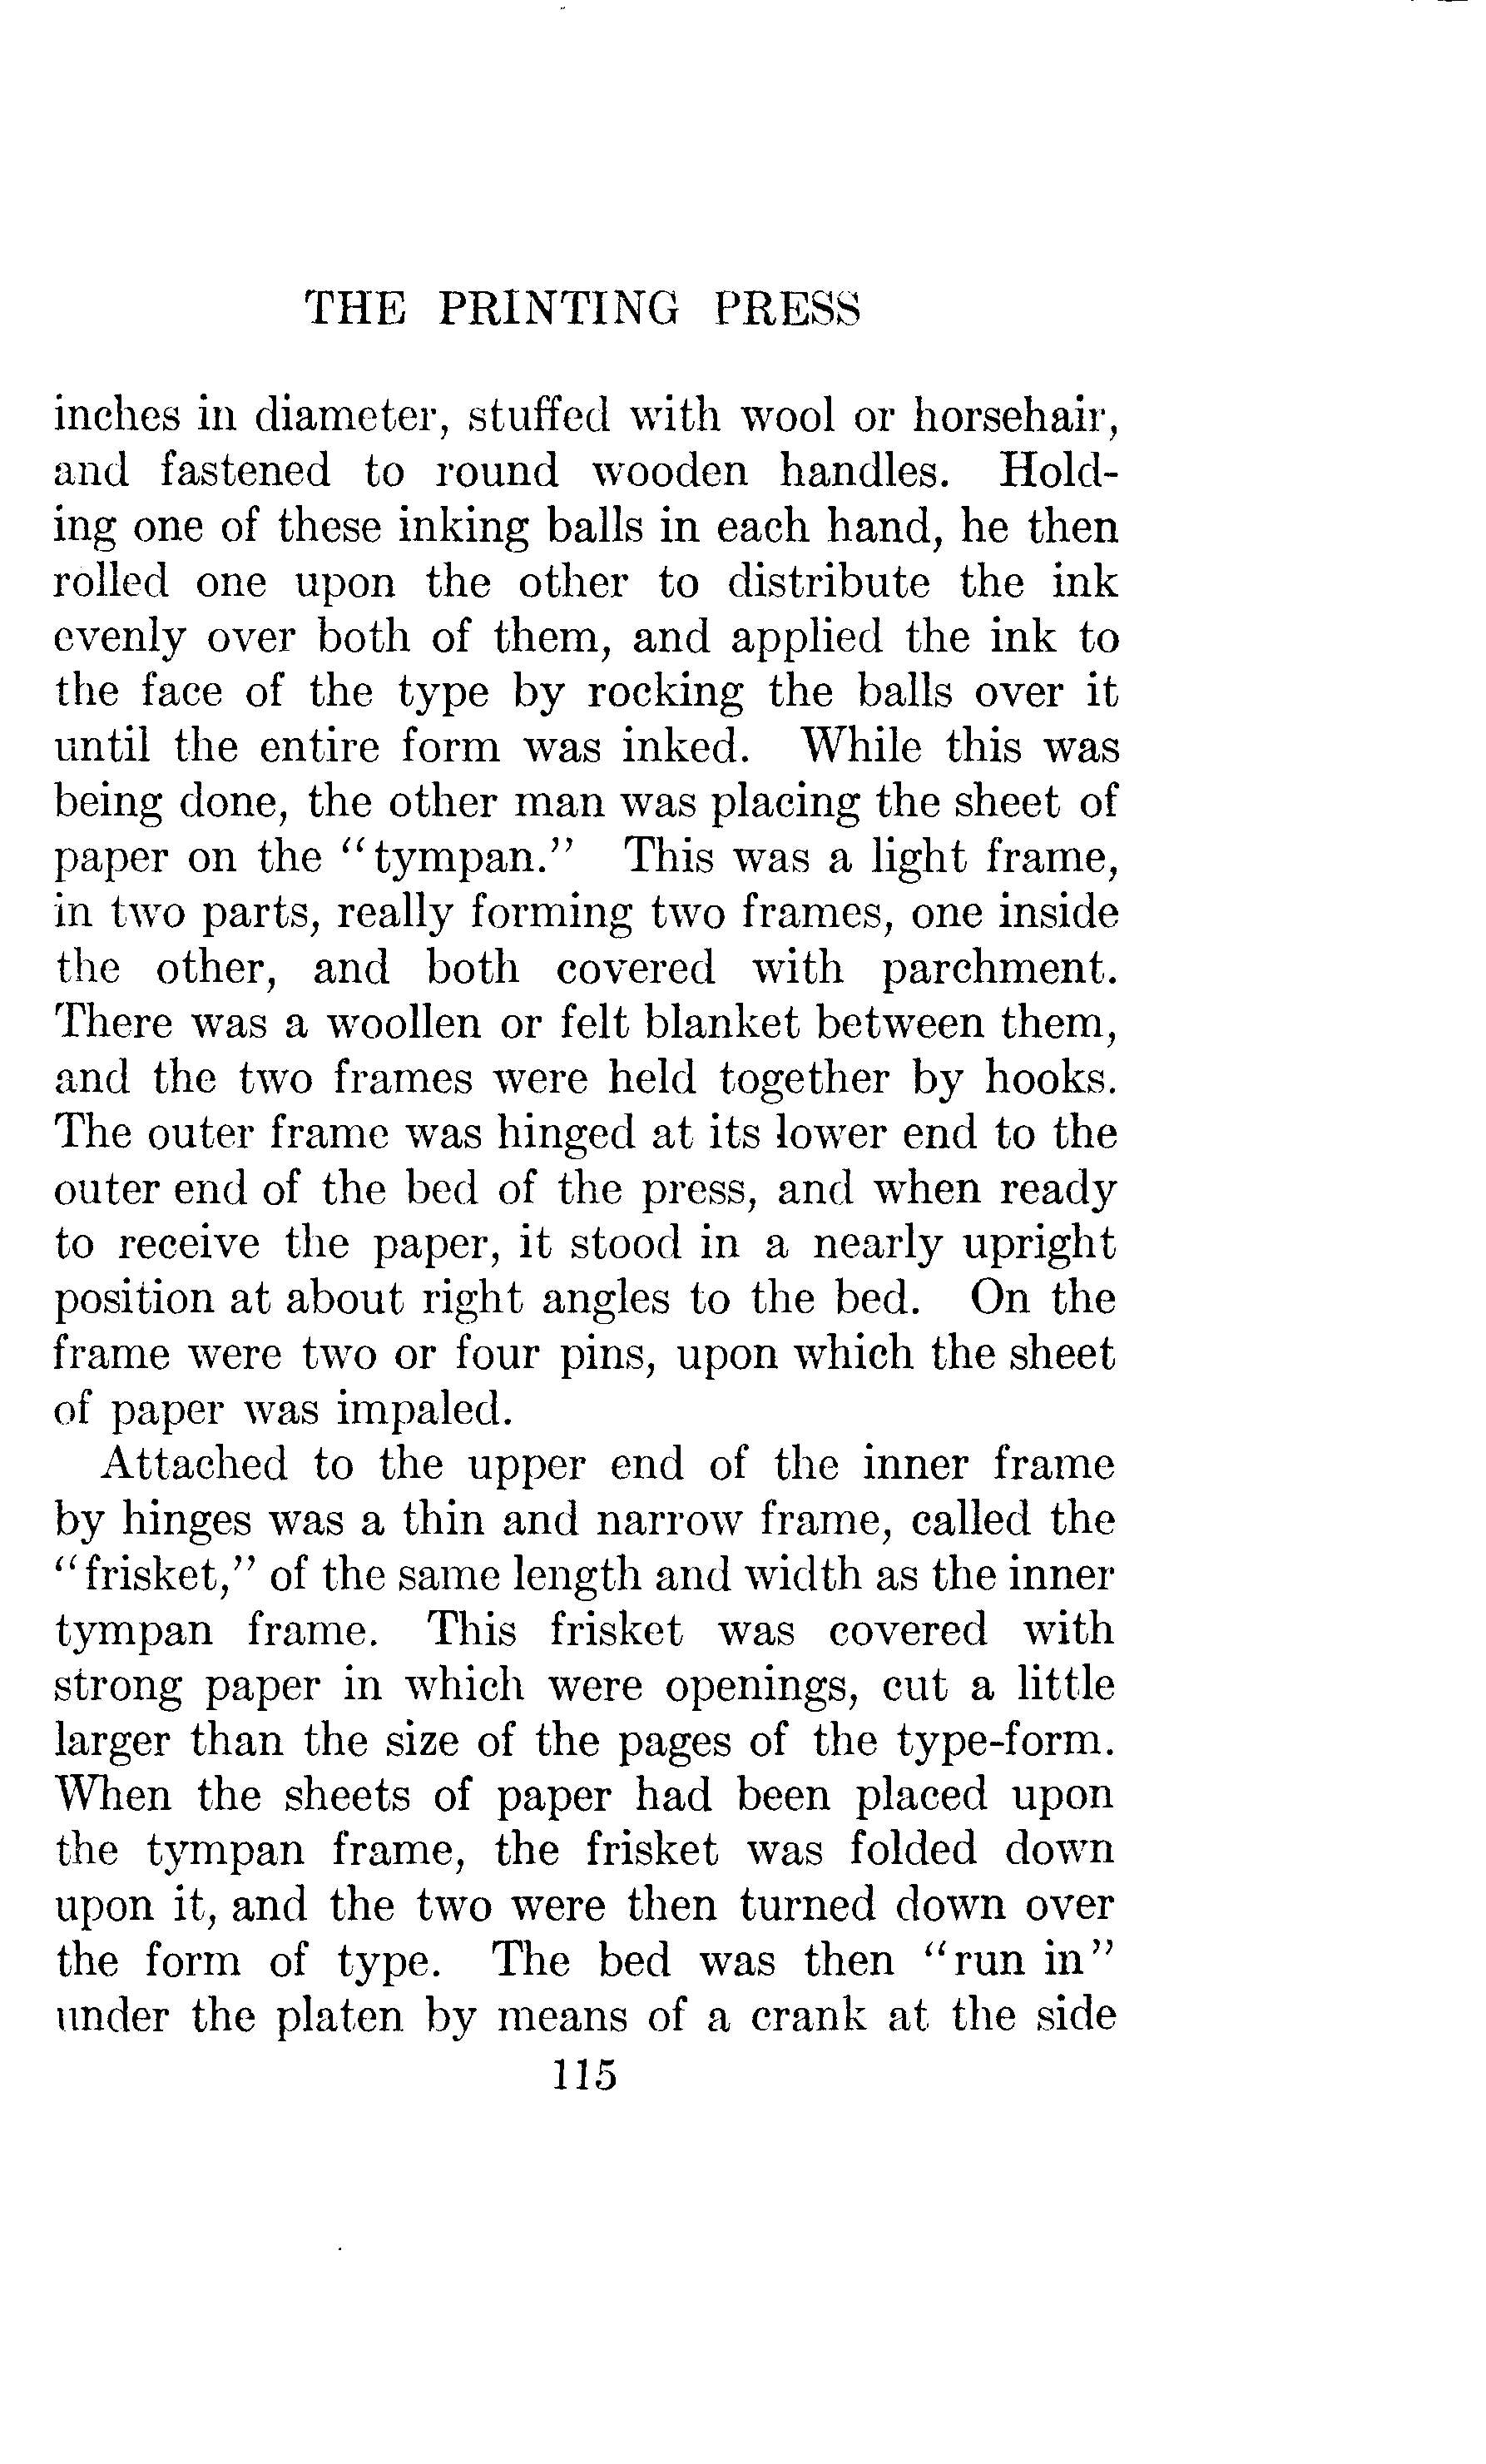 THE PRINTING PRESS
inches in diameter, stuffed with wool or horsehair,
and fastened to round wooden handles. Hold-
ing one of these inking balls in each hand, he then
rolled one upon the other to distribute the ink
evenly over both of them, and applied the ink to
the face of the type by rocking the balls over it
until the entire form was inked. While this was
being done, the other man was placing the sheet of
paper on the “tympan.” This was a light frame,
in two parts, really forming two frames, one inside
the other, and both covered with parchment.
There was a woollen or felt blanket between them,
and the two frames were held together by hooks.
The outer frame was hinged at its lower end to the
outer end of the bed of the press, and when ready
to receive the paper, it stood in a nearly upright
position at about right angles to the bed. On the
frame were two or four pins, upon which the sheet
of paper was impaled.
Attached to the upper end of the inner frame
by hinges was a thin and narrow frame, called the
“frisket,” of the same length and width as the inner
tympan frame. This frisket was covered with
strong paper in which were openings, cut a little
larger than the size of the pages of the type-form.
When the sheets of paper had been placed upon
the tympan frame, the frisket was folded down
upon it, and the two were then turned down over
the form of type. The bed was then “run in”
under the platen by means of a crank at the side
115